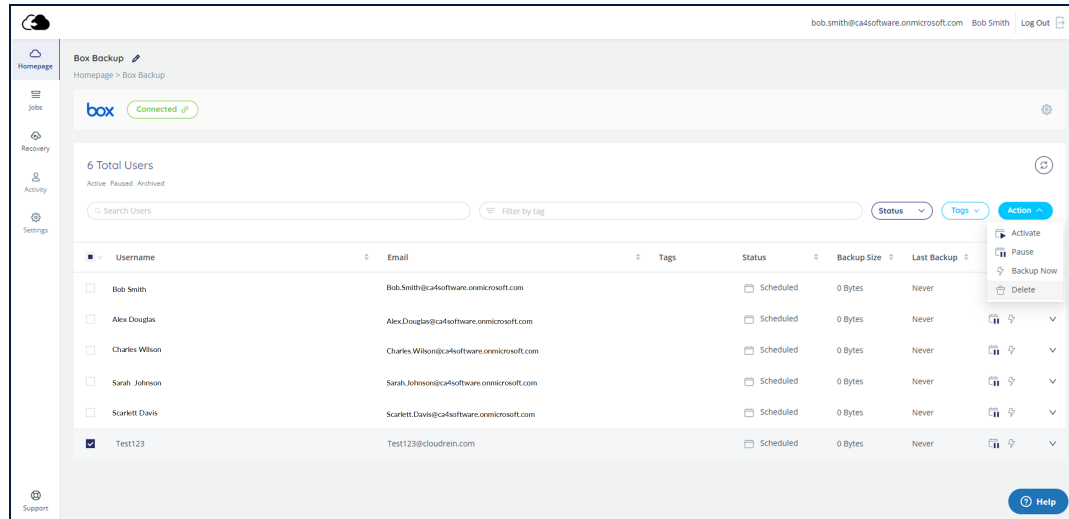 bob.smith@ca4software.onmicrosoft.com Bob Smith Log Out
Homepage
Box Backup
Homepage > Box Backup
Jobs
box Connected
Recovery
6 Total Users
Activity
Active Paused Archived
Settings
Search Users Filter by tag Status Tags Action
Activate
Pause
Backup Now
Delete
Username Email Tags Status Backup Size Last Backup
Bob Smith Bob.Smith@ca4software.onmicrosoft.com Scheduled 0 Bytes Never
Alex Douglas Alex.Douglas@ca4software.onmicrosoft.com Scheduled 0 Bytes Never
Charles Wilson Charles.Wilson@ca4software.onmicrosoft.com Scheduled 0 Bytes Never
Sarah Johnson Sarah.Johnson@ca4software.onmicrosoft.com Scheduled 0 Bytes Never
Scarlett Davis Scarlett.Davis@ca4software.onmicrosoft.com Scheduled 0 Bytes Never
Test123 Test123@cloudrein.com Scheduled 0 Bytes Never
Support
Help